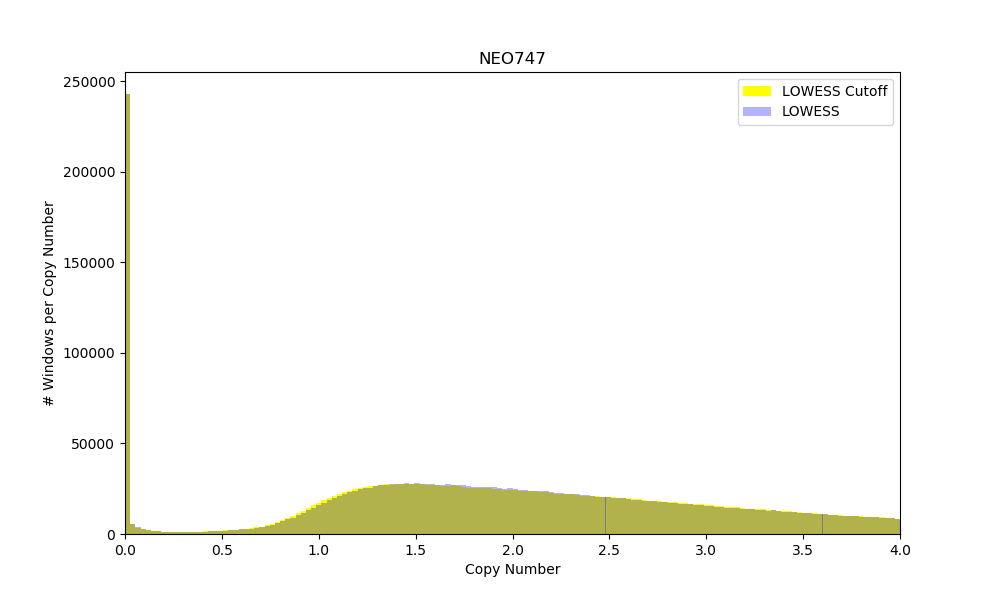 NEO747
LOWESS Cutoff
LOWESS
# Windows per Copy Number
250000
200000
150000
100000
50000
0
0.0 0.5 1.0 1.5 2.0 2.5 3.0 3.5 4.0
Copy Number